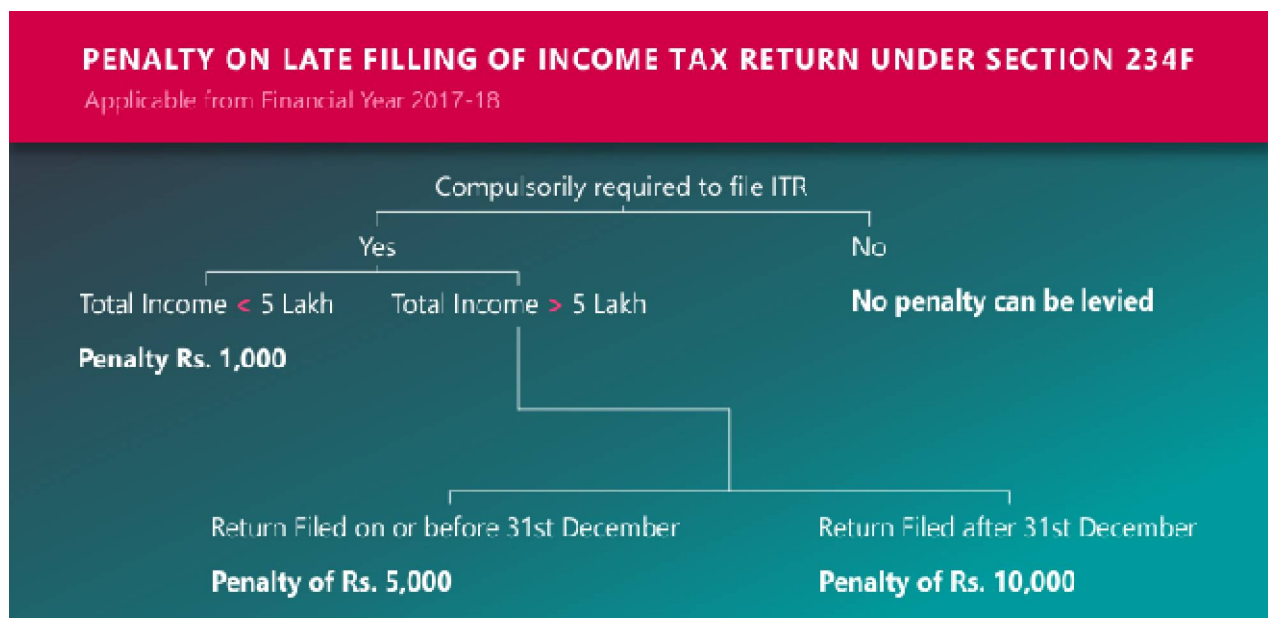 PENALTY ON LATE FILLING OF INCOME TAX RETURN UNDER SECTION 234F
Applicable from Financial Year 2017-18
Compulsorily required to file ITR
Yes
No
Total Income < 5 Lakh
Total Income > 5 Lakh
No penalty can be levied
Penalty Rs. 1,000
Return Filed on or before 31st December
Return Filed after 31st December
Penalty of Rs. 5,000
Penalty of Rs. 10,000